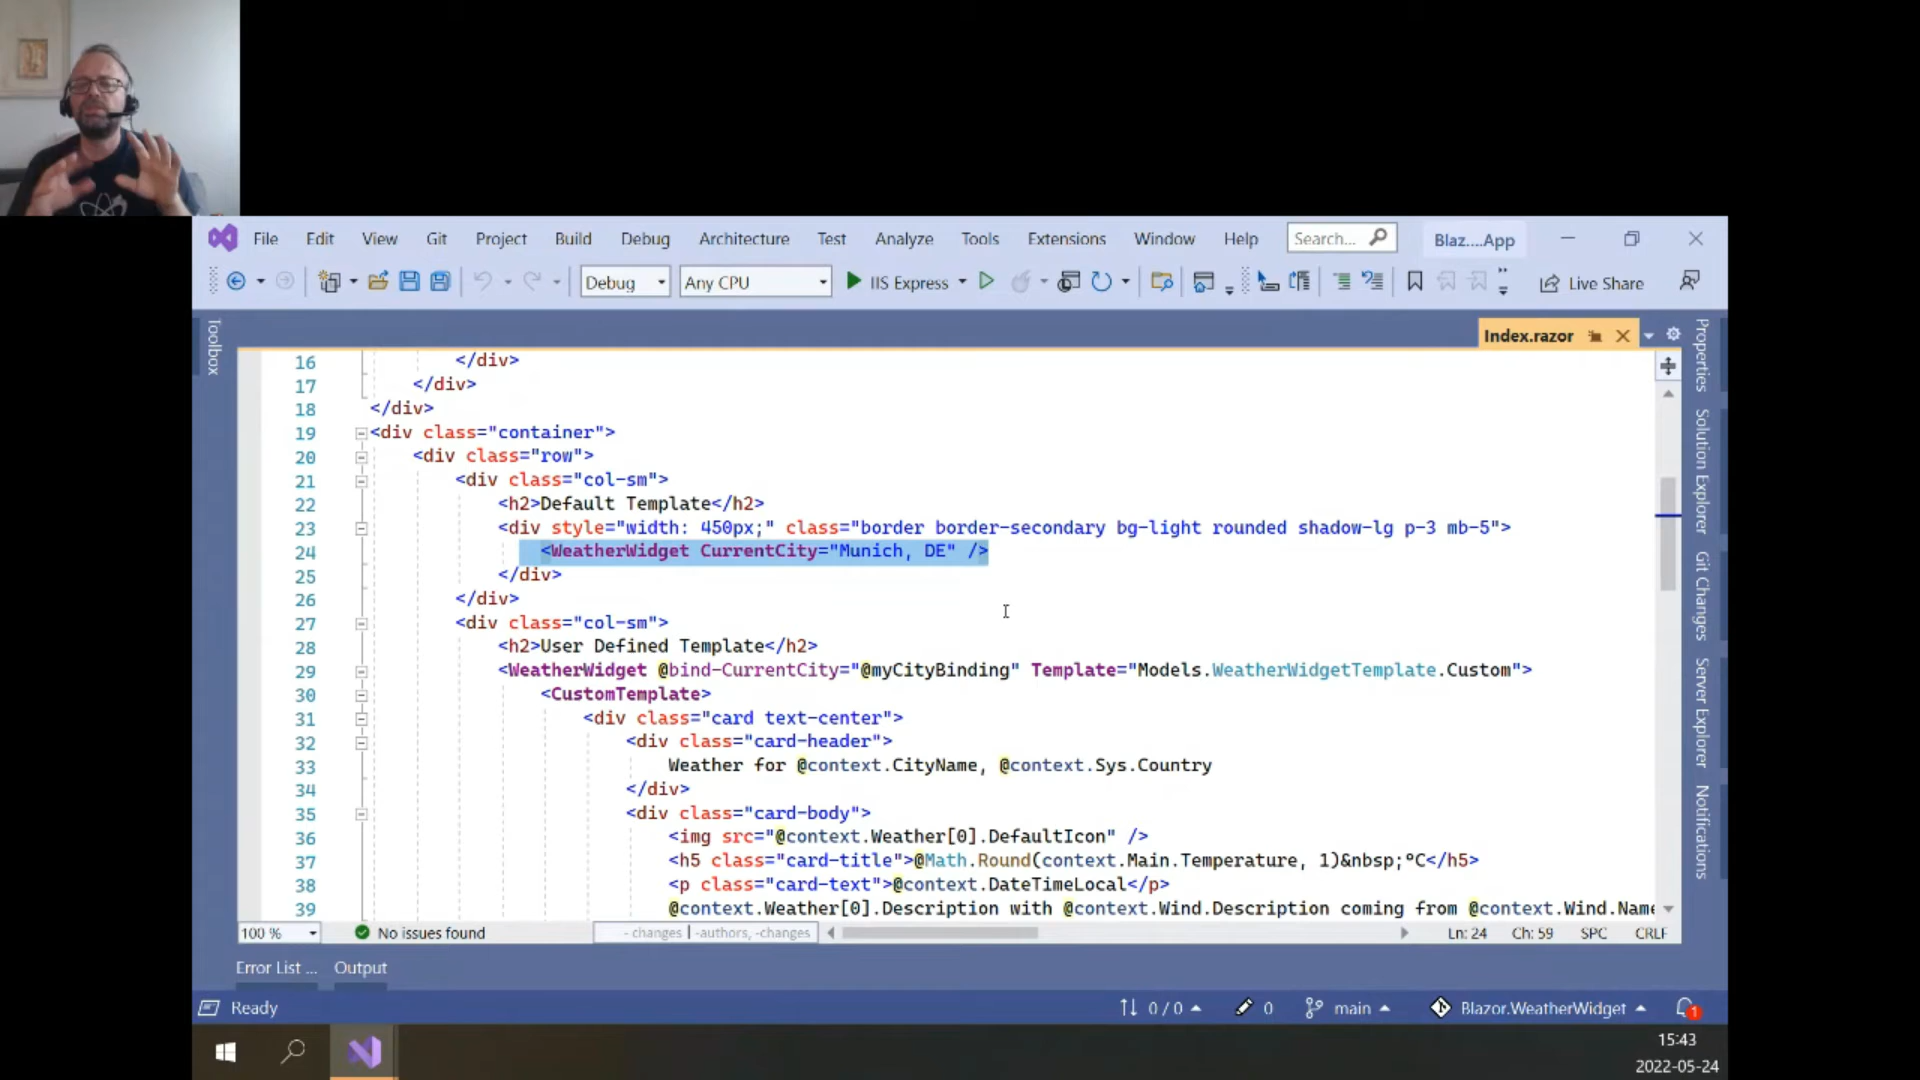 File Edit View Git Project Build Debug Architecture Test Analyze Tools Extensions Window Help Search... Blaz....App
Debug Any CPU IIS Express Live Share
Toolbox
Index.razor
16 </div>
17 </div>
18 </div>
19 <div class="container">
20 <div class="row">
21 <div class="col-sm">
22 <h2>Default Template</h2>
23 <div style="width: 450px;" class="border border-secondary bg-light rounded shadow-lg p-3 mb-5">
24 <WeatherWidget CurrentCity="Munich, DE" />
25 </div>
26 </div>
27 <div class="col-sm">
28 <h2>User Defined Template</h2>
29 <WeatherWidget @bind-CurrentCity="@myCityBinding" Template="Models.WeatherWidgetTemplate.Custom">
30 <CustomTemplate>
31 <div class="card text-center">
32 <div class="card-header">
33 Weather for @context.CityName, @context.Sys.Country
34 </div>
35 <div class="card-body">
36 <img src="@context.Weather[0].DefaultIcon" />
37 <h5 class="card-title">@Math.Round(context.Main.Temperature, 1)&nbsp;°C</h5>
38 <p class="card-text">@context.DateTimeLocal</p>
39 @context.Weather[0].Description with @context.Wind.Description coming from @context.Wind.Name
Properties
Solution Explorer
Git Changes
Server Explorer
Notifications
100 % No issues found - changes | -authors, -changes Ln: 24 Ch: 59 SPC CRLF
Error List ... Output
Ready 0 / 0 0 main Blazor.WeatherWidget 1
15:43
2022-05-24